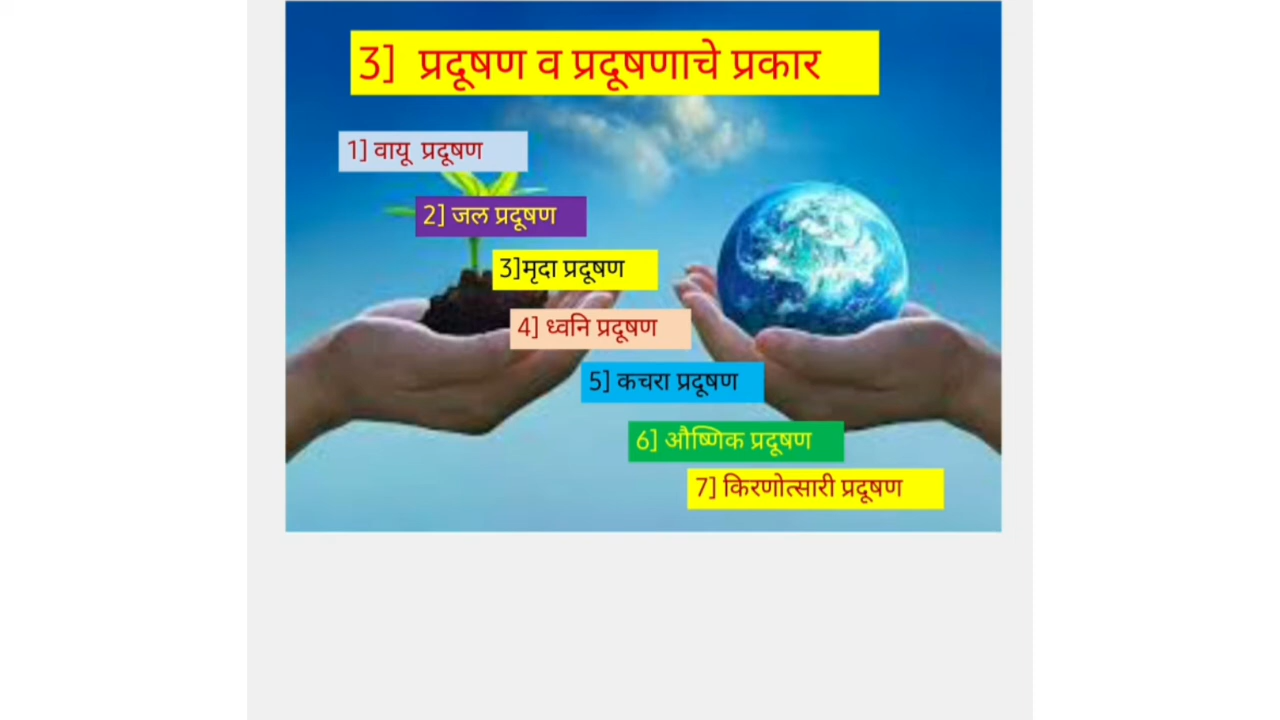 3] प्रदूषण व प्रदूषणाचे प्रकार
1] वायू प्रदूषण
2] जल प्रदूषण
3]मृदा प्रदूषण
4] ध्वनि प्रदूषण
5] कचरा प्रदूषण
6] औष्णिक प्रदूषण
7] किरणोत्सारी प्रदूषण